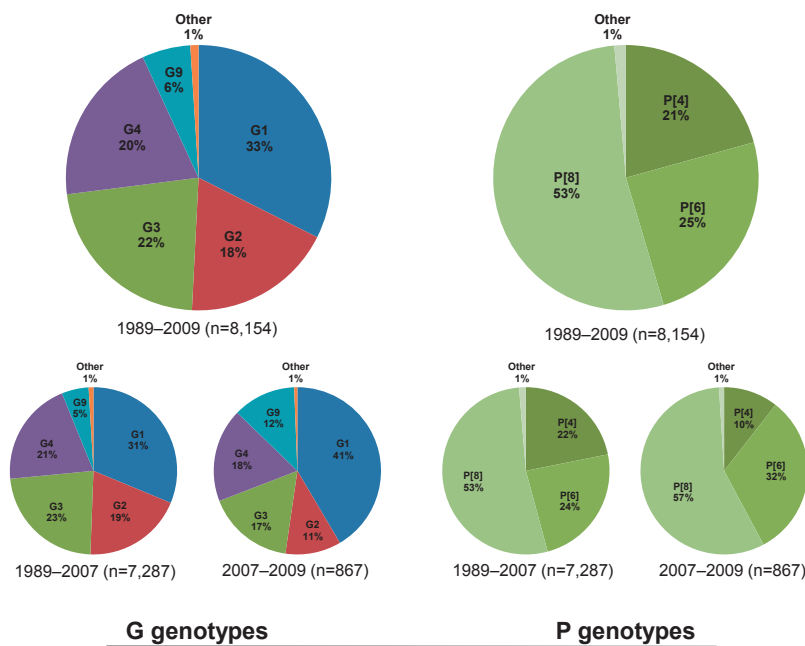 Other
1%
G9
6%
G1
33%
G4
20%
G3
22%
G2
18%
1989–2009 (n=8,154)
Other
1%
P[4]
21%
P[8]
53%
P[6]
25%
1989–2009 (n=8,154)
Other
1%
G9
5%
G1
31%
G4
21%
G3
23%
G2
19%
1989–2007 (n=7,287)
Other
1%
G9
12%
G1
41%
G4
18%
G3
17%
G2
11%
2007–2009 (n=867)
G genotypes
Other
1%
P[4]
22%
P[8]
53%
P[6]
24%
1989–2007 (n=7,287)
Other
1%
P[4]
10%
P[6]
32%
P[8]
57%
2007–2009 (n=867)
P genotypes